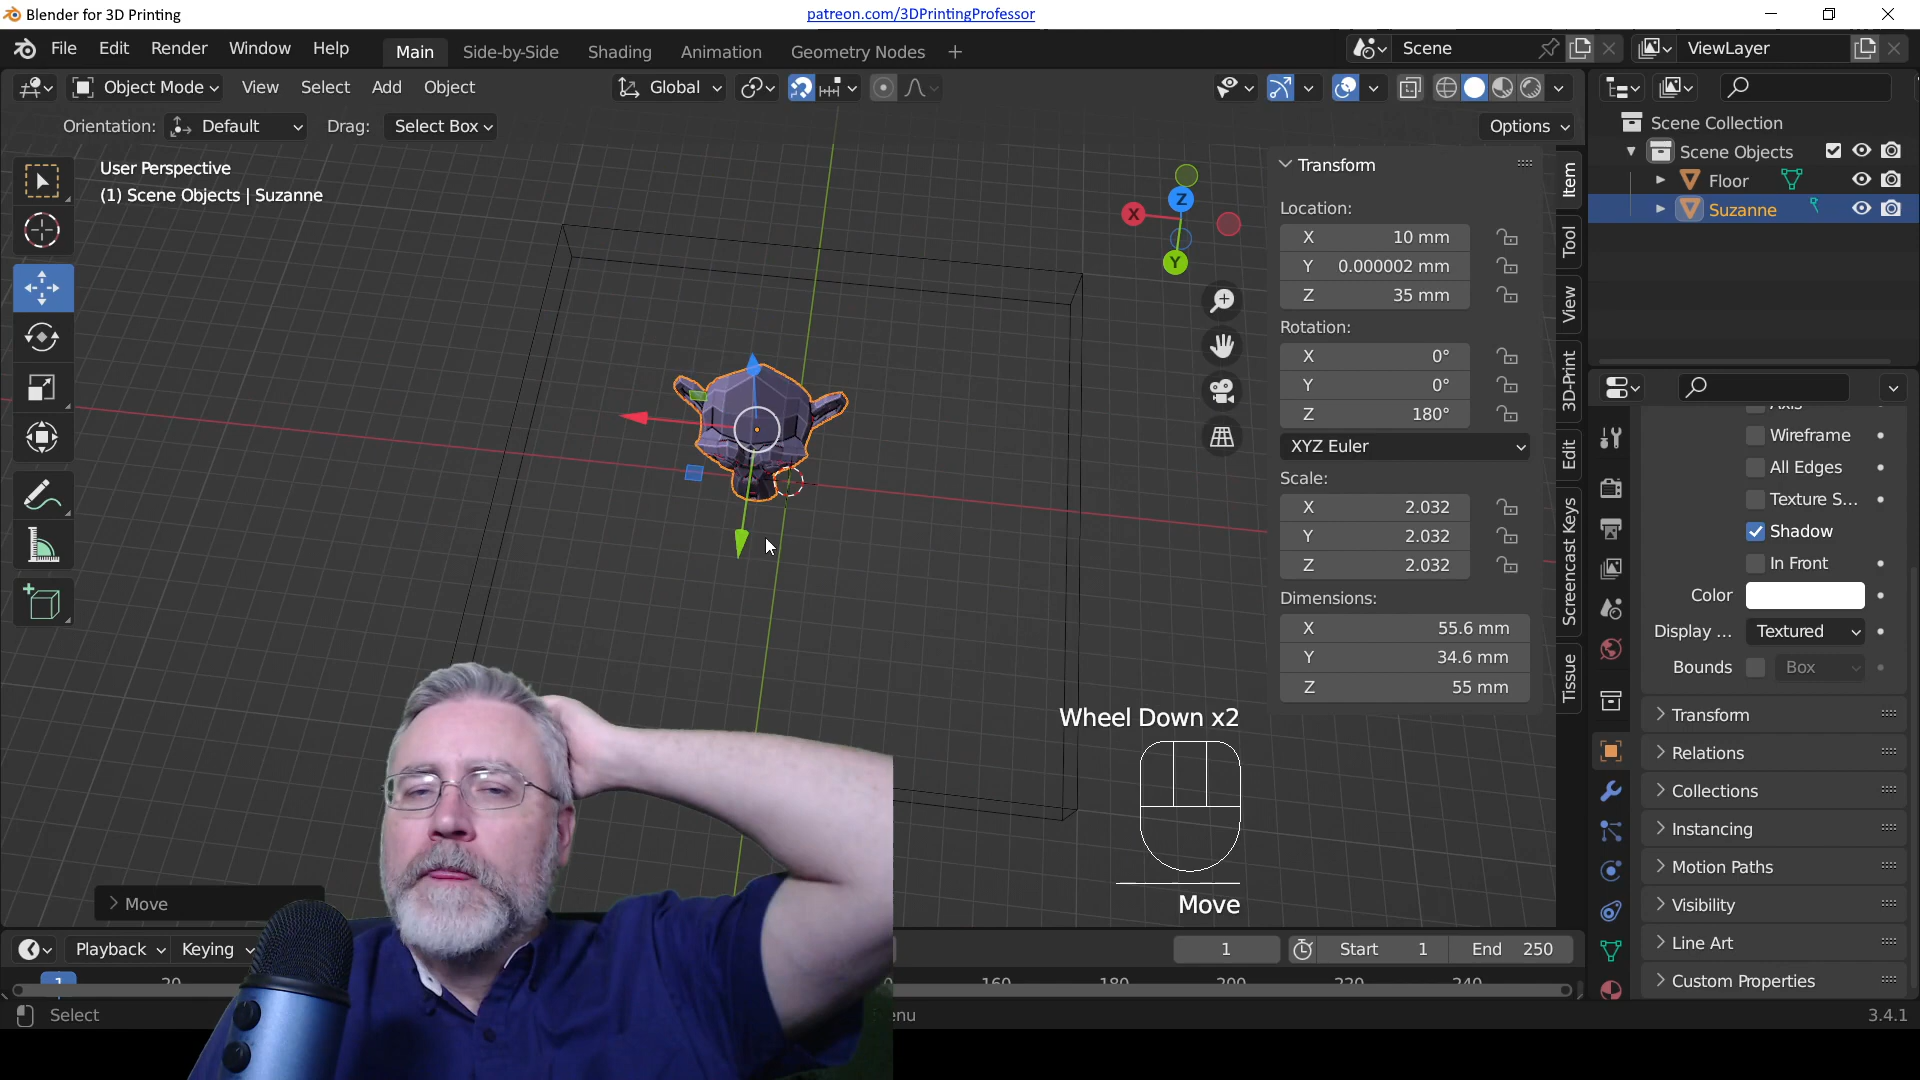 Blender for 3D Printing
patreon.com/3DPrintingProfessor
File Edit Render Window Help
Main Side-by-Side Shading Animation Geometry Nodes
Scene
ViewLayer
Object Mode View Select Add Object
Global
Orientation: Default Drag: Select Box
Options
User Perspective
(1) Scene Objects | Suzanne
X
Z
Y
Transform
Location:
X 10 mm
Y 0.000002 mm
Z 35 mm
Rotation:
X 0°
Y 0°
Z 180°
XYZ Euler
Scale:
X 2.032
Y 2.032
Z 2.032
Dimensions:
X 55.6 mm
Y 34.6 mm
Z 55 mm
Item
Tool
View
3D-Print
Edit
Screencast Keys
Tissue
Scene Collection
Scene Objects
Floor
Suzanne
Wireframe
All Edges
Texture S...
Shadow
In Front
Color
Display ... Textured
Bounds Box
Transform
Relations
Collections
Instancing
Motion Paths
Visibility
Line Art
Custom Properties
Wheel Down x2
Move
Move
Playback Keying
1 Start 1 End 250
1 20 160 180 200 220 240
Select
3.4.1